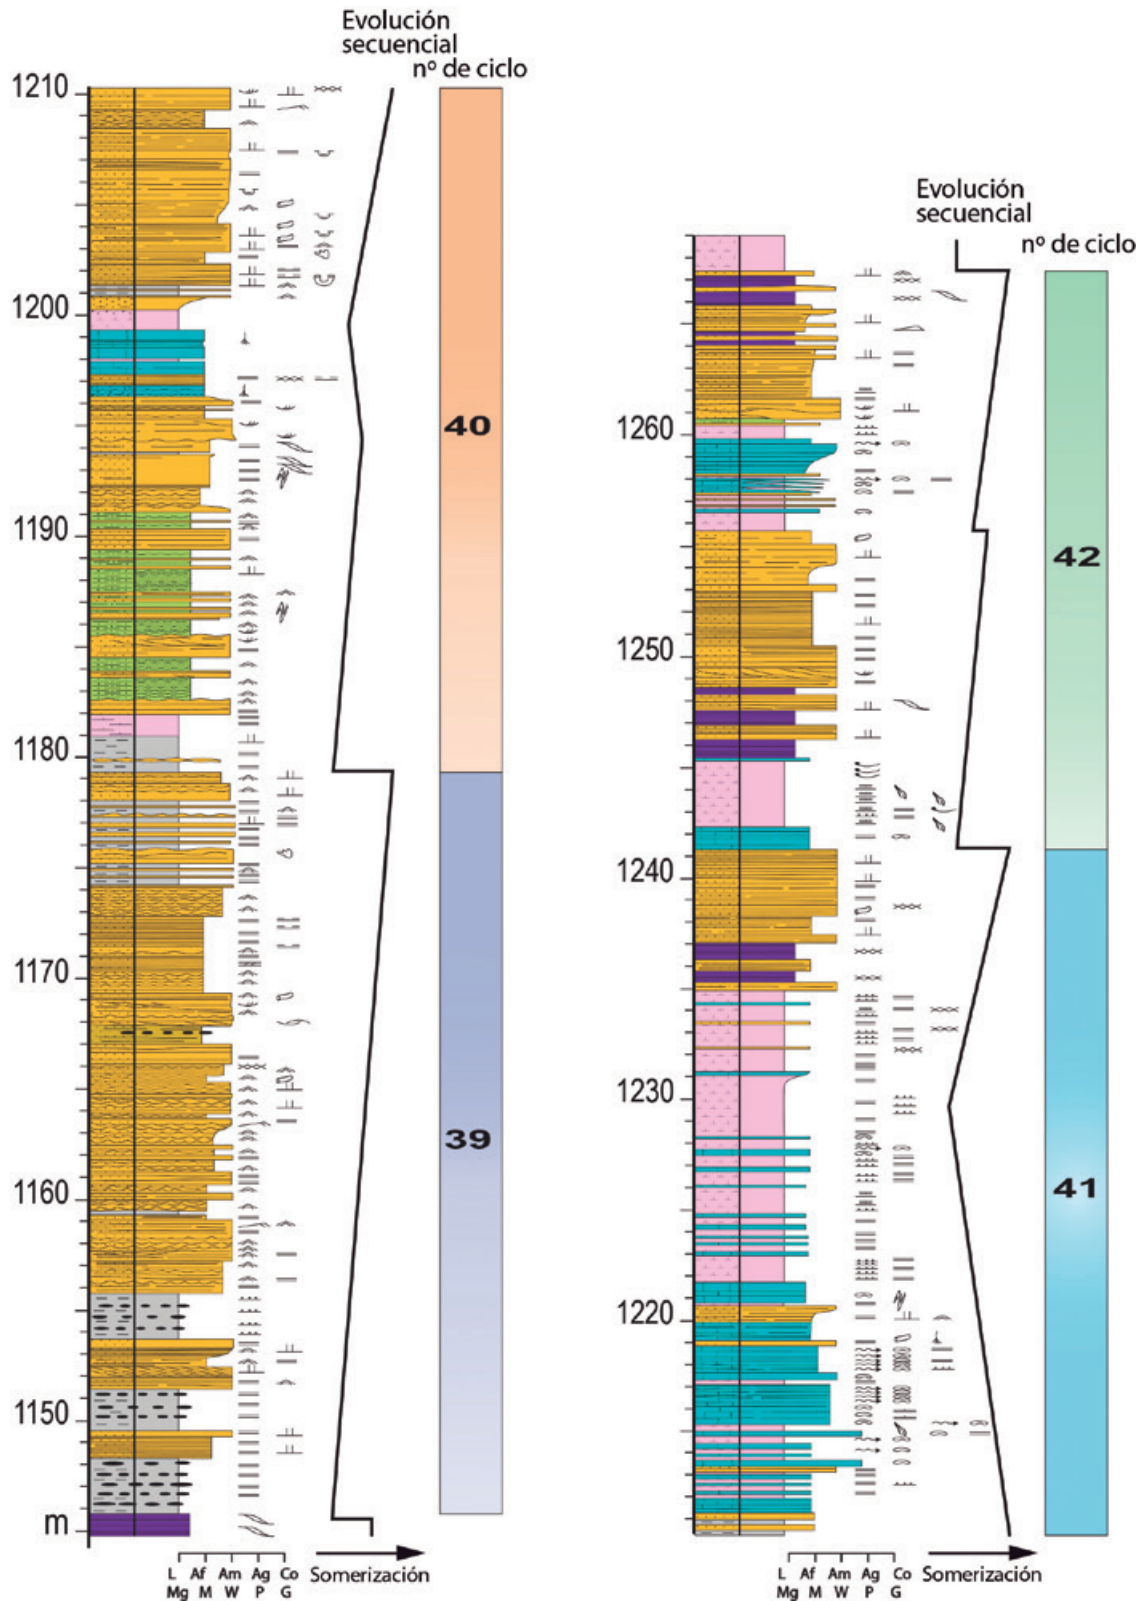 Evolución
secuencial
nº de ciclo
1210
1200
1190
1180
1170
1160
1150
m
40
39
L Af Am Ag Co
Mg M W P G
Somerización
Evolución
secuencial
nº de ciclo
1260
1250
1240
1230
1220
42
41
L Af Am Ag Co
Mg M W P G
Somerización